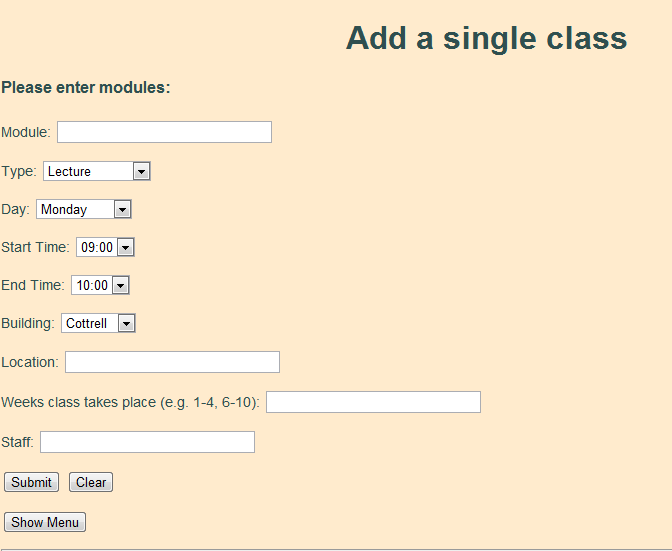 Add a single class
Please enter modules:
Module:
Type: Lecture
Day: Monday
Start Time: 09:00
End Time: 10:00
Building: Cottrell
Location:
Weeks class takes place (e.g. 1-4, 6-10):
Staff:
Submit Clear
Show Menu